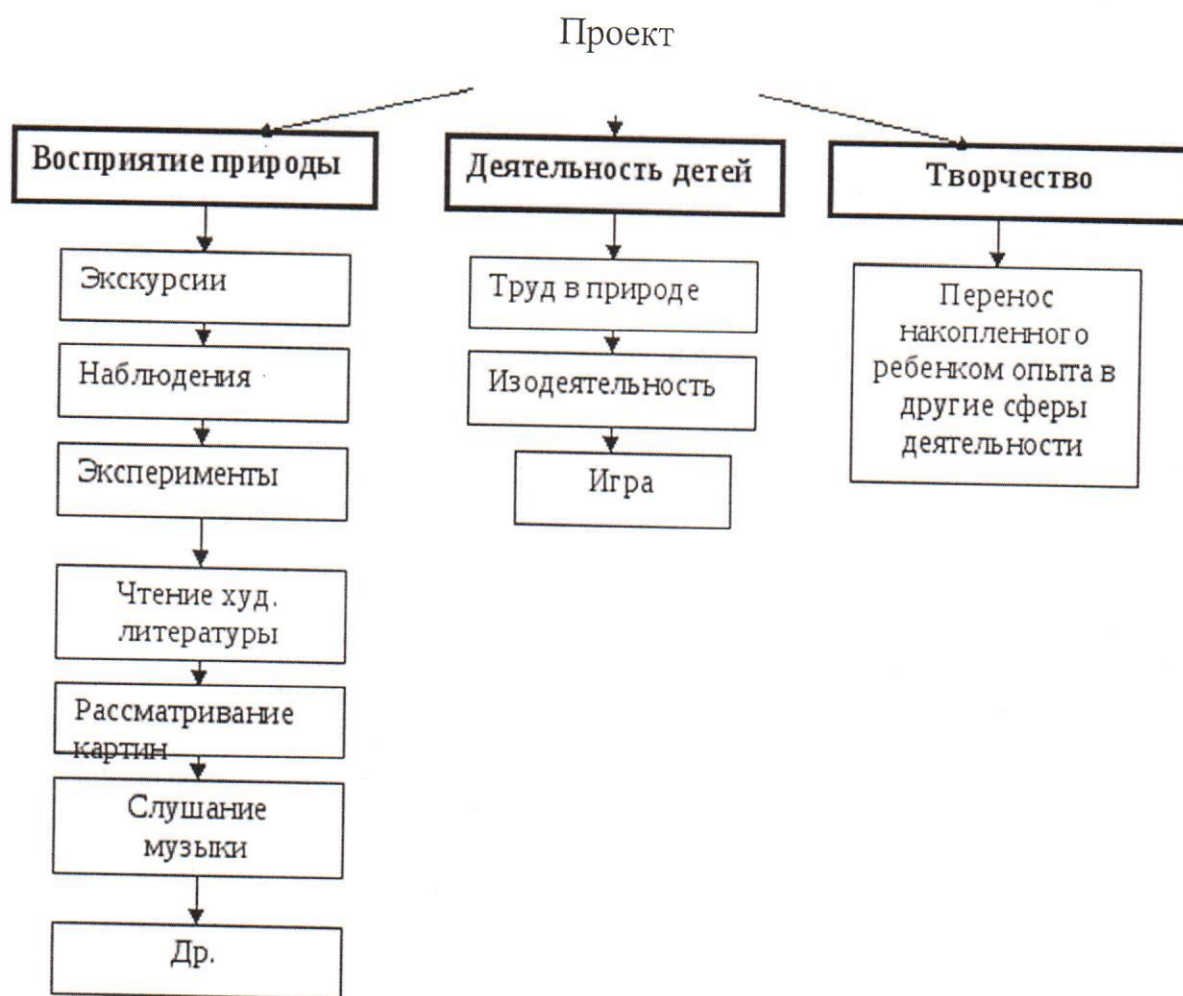 Проект
Восприятие природы
Экскурсии
Наблюдения
Эксперименты
Чтение худ.
литературы
Рассматривание
картин
Слушание
музыки
Др.
Деятельность детей
Труд в природе
Изодеятельность
Игра
Творчество
Перенос
накопленного
ребенком опыта в
другие сферы
деятельности